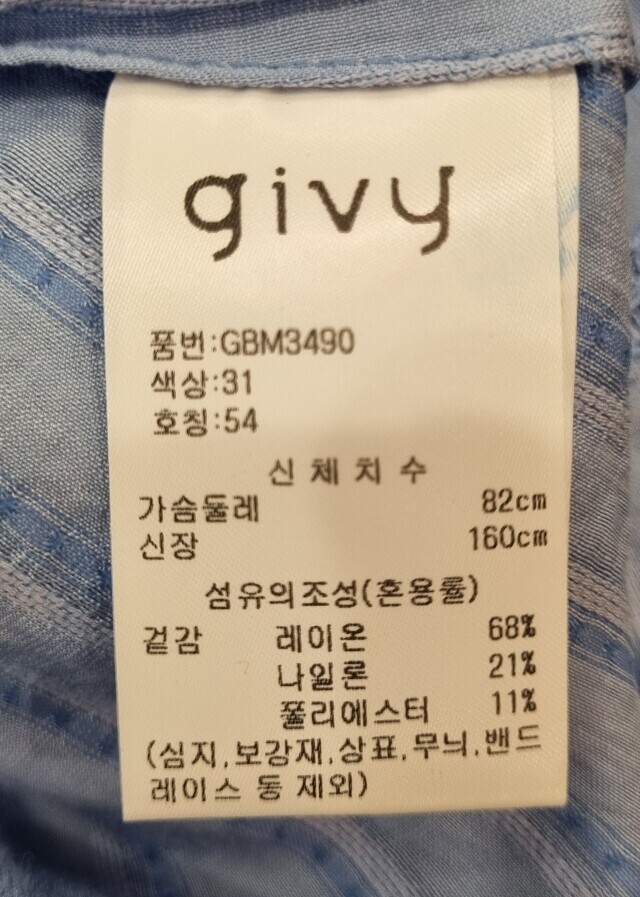 givy
품번:GBM3490
색상:31
호칭:54
신체치수
가슴둘레 82cm
신장 160cm
섬유의조성(혼용률)
겉감 레이온 68%
나일론 21%
폴리에스터 11%
(심지,보강재,상표,무늬,밴드
레이스 등 제외)